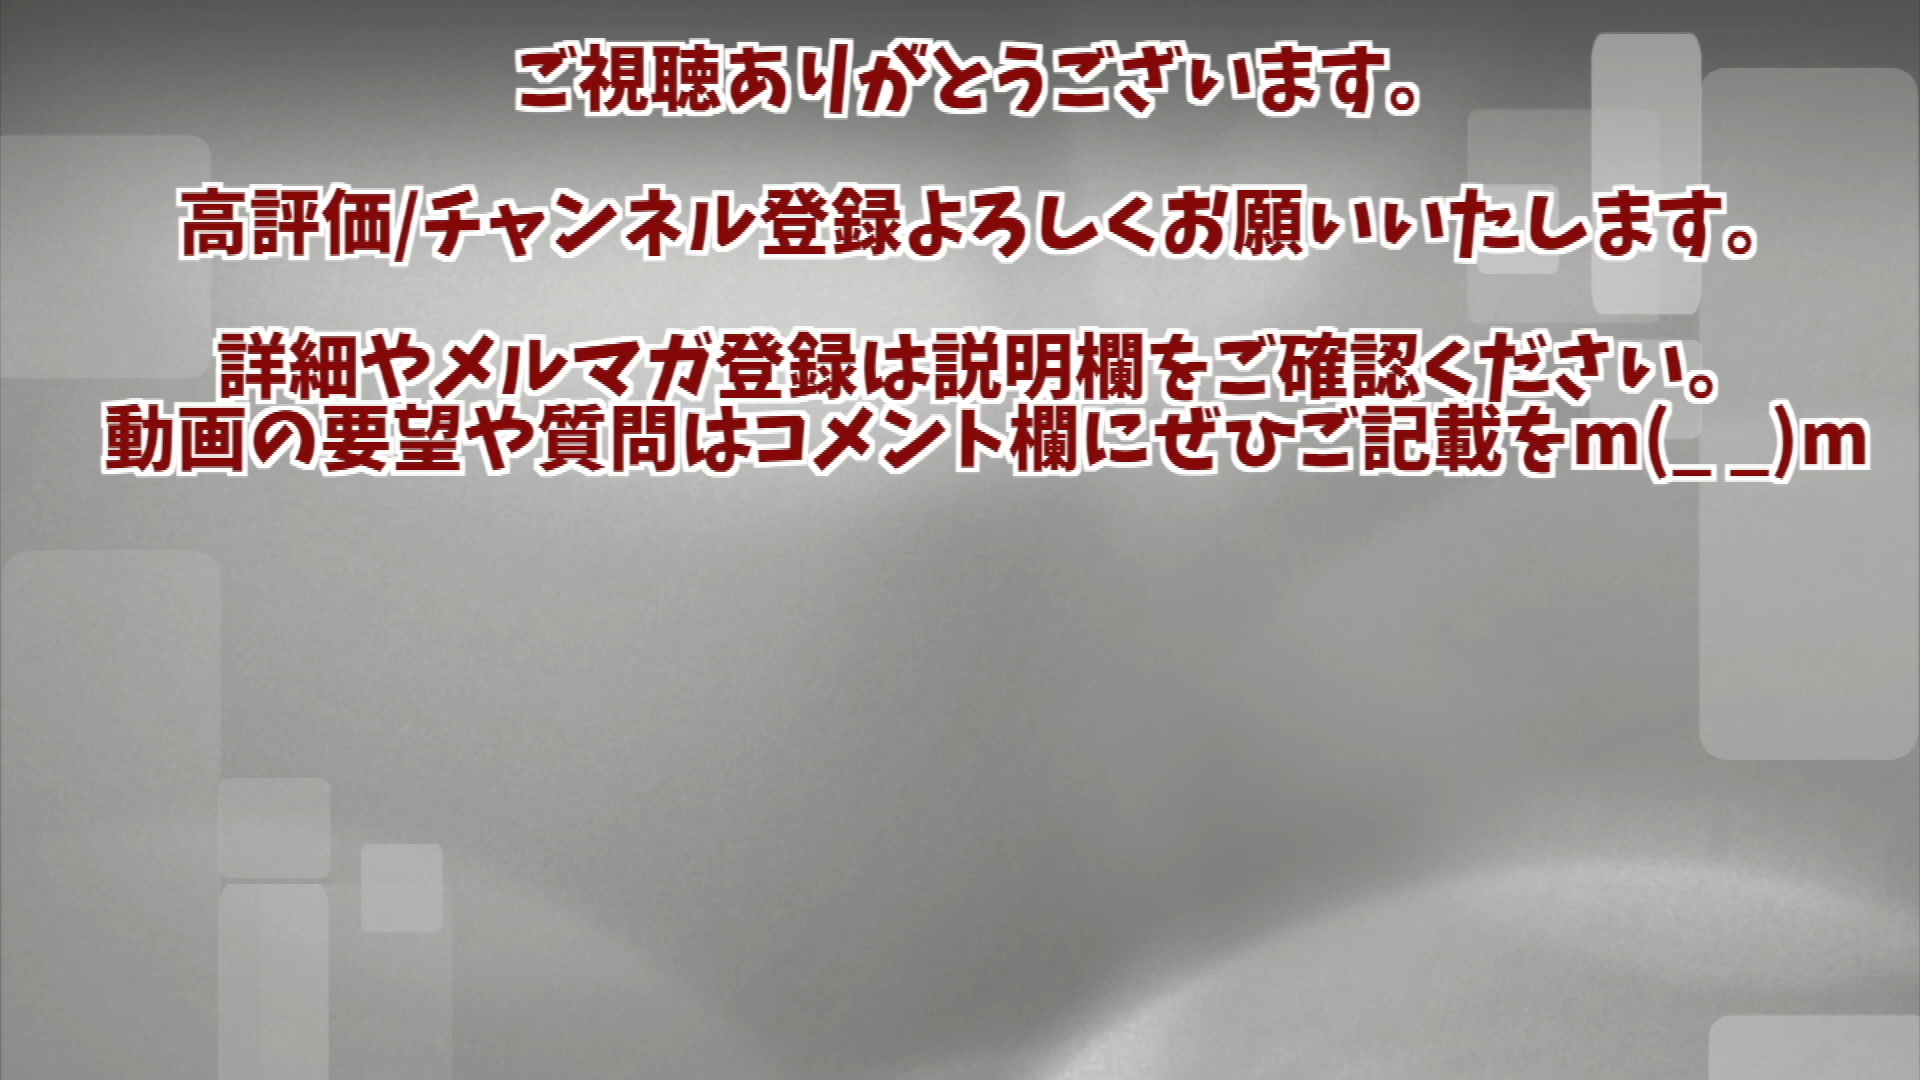 ご視聴ありがとうございます。
高評価/チャンネル登録よろしくお願いいたします。
詳細やメルマガ登録は説明欄をご確認ください。
動画の要望や質問はコメント欄にぜひご記載をm(_ _)m